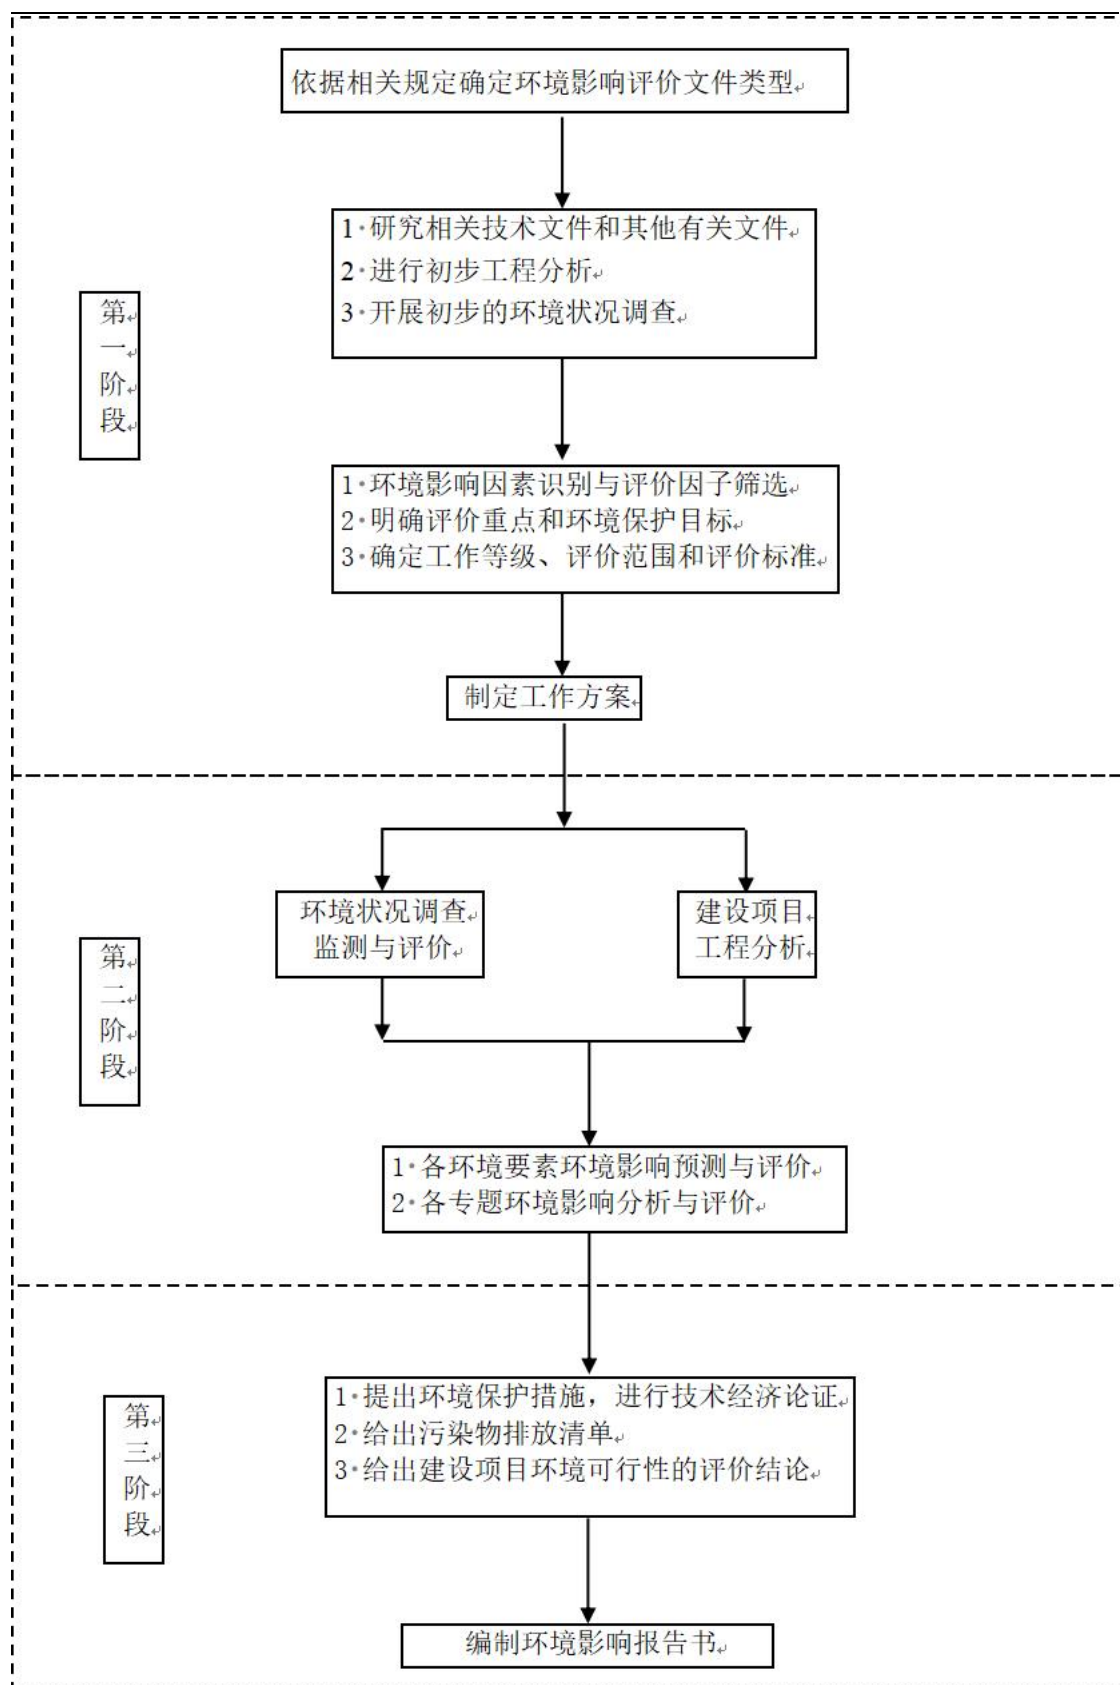 依据相关规定确定环境影响评价文件类型
1 研究相关技术文件和其他有关文件
2 进行初步工程分析
3 开展初步的环境状况调查
第
一
阶
段
1 环境影响因素识别与评价因子筛选
2 明确评价重点和环境保护目标
3 确定工作等级、评价范围和评价标准
制定工作方案
环境状况调查
监测与评价
建设项目
工程分析
第
二
阶
段
1 各环境要素环境影响预测与评价
2 各专题环境影响分析与评价
1 提出环境保护措施，进行技术经济论证
2 给出污染物排放清单
3 给出建设项目环境可行性的评价结论
第
三
阶
段
编制环境影响报告书